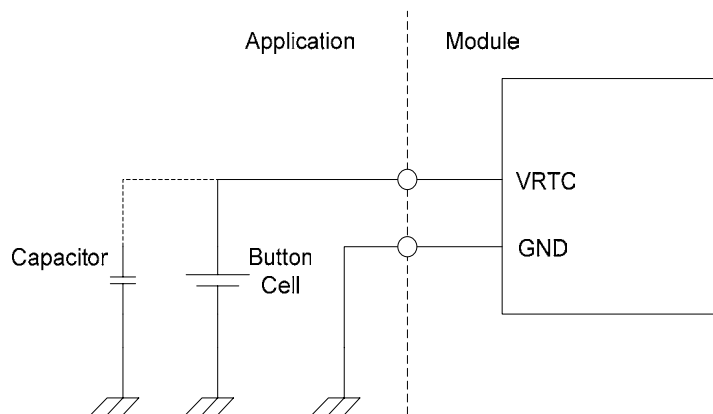 Application
Module
VRTC
GND
Capacitor
Button
Cell